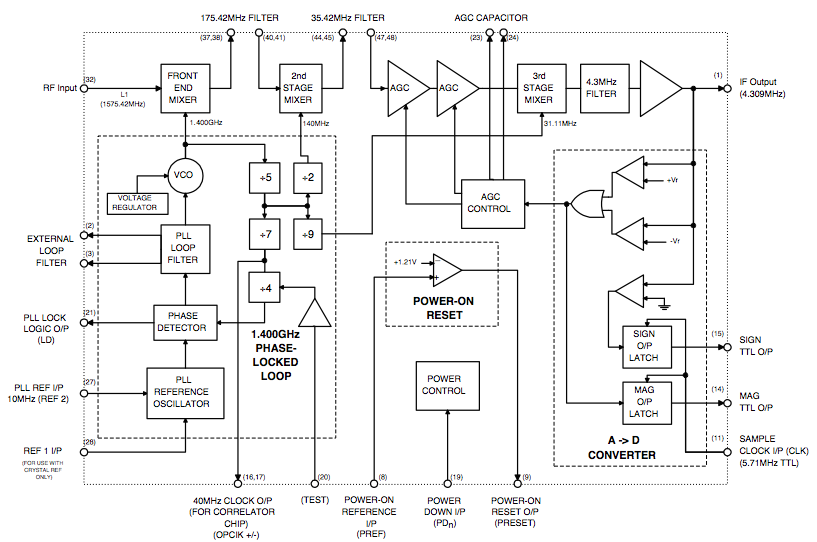 175.42MHz FILTER
35.42MHz FILTER
AGC CAPACITOR
(37,38)
(40,41)
(44,45)
(47,48)
(23)
(24)
RF Input
(32)
L1
(1575.42MHz)
FRONT
END
MIXER
2nd
STAGE
MIXER
AGC
AGC
3rd
STAGE
MIXER
4.3MHz
FILTER
(1)
IF Output
(4.309MHz)
1.400GHz
140MHz
31.11MHz
VCO
VOLTAGE
REGULATOR
÷5
÷2
÷7
÷9
÷4
AGC
CONTROL
+Vr
-Vr
(2)
EXTERNAL
LOOP
FILTER
(3)
PLL
LOOP
FILTER
+1.21V
−
+
POWER-ON
RESET
(21)
PLL LOCK
LOGIC O/P
(LD)
PHASE
DETECTOR
1.400GHz
PHASE-
LOCKED
LOOP
SIGN
O/P
LATCH
(15)
SIGN
TTL O/P
(27)
PLL REF I/P
10MHz (REF 2)
PLL
REFERENCE
OSCILLATOR
POWER
CONTROL
MAG
O/P
LATCH
(14)
MAG
TTL O/P
(28)
REF 1 I/P
(FOR USE WITH
CRYSTAL REF
ONLY)
A -> D
CONVERTER
(11)
SAMPLE
CLOCK I/P (CLK)
(5.71MHz TTL)
(16,17)
(20)
(8)
(19)
(9)
40MHz CLOCK O/P
(FOR CORRELATOR
CHIP)
(OPClK +/-)
(TEST)
POWER-ON
REFERENCE
I/P
(PREF)
POWER
DOWN I/P
(PDn)
POWER-ON
RESET O/P
(PRESET)